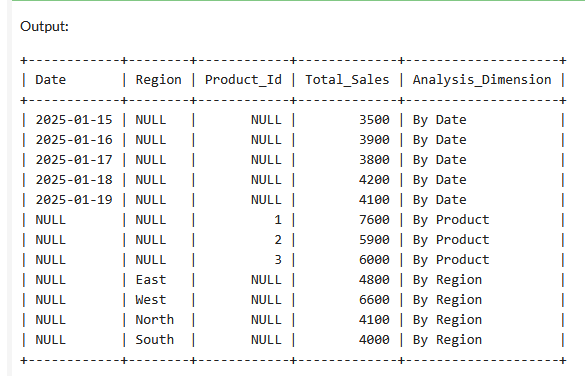 Output:
+------------+--------+------------+-------------+--------------------+
| Date       | Region | Product_Id | Total_Sales | Analysis_Dimension |
+------------+--------+------------+-------------+--------------------+
| 2025-01-15 | NULL   |       NULL |        3500 | By Date            |
| 2025-01-16 | NULL   |       NULL |        3900 | By Date            |
| 2025-01-17 | NULL   |       NULL |        3800 | By Date            |
| 2025-01-18 | NULL   |       NULL |        4200 | By Date            |
| 2025-01-19 | NULL   |       NULL |        4100 | By Date            |
| NULL       | NULL   |          1 |        7600 | By Product         |
| NULL       | NULL   |          2 |        5900 | By Product         |
| NULL       | NULL   |          3 |        6000 | By Product         |
| NULL       | East   |       NULL |        4800 | By Region          |
| NULL       | West   |       NULL |        6600 | By Region          |
| NULL       | North  |       NULL |        4100 | By Region          |
| NULL       | South  |       NULL |        4000 | By Region          |
+------------+--------+------------+-------------+--------------------+